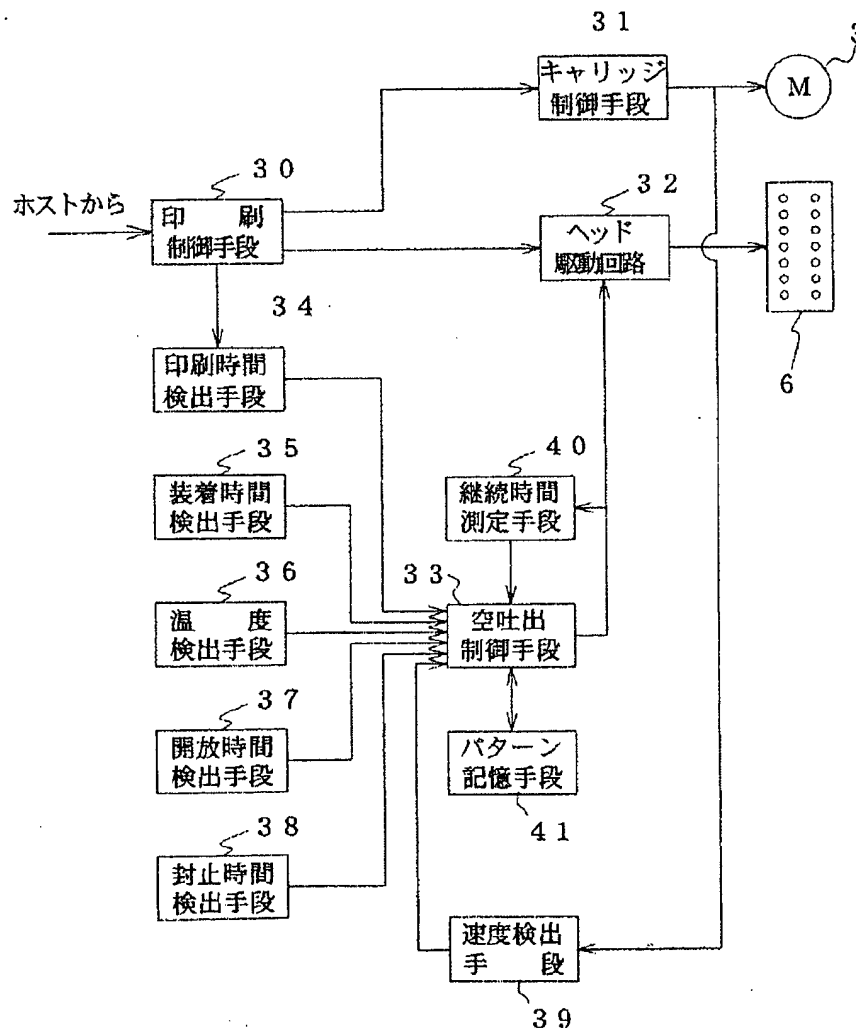 ３１
キャリッジ
制御手段
３
M
３０
ホストから
印　　刷
制御手段
３２
ヘッド
駆動回路
６
３４
印刷時間
検出手段
３５
装着時間
検出手段
４０
継続時間
測定手段
３６
温　　度
検出手段
３３
空吐出
制御手段
３７
開放時間
検出手段
パターン
記憶手段
４１
３８
封止時間
検出手段
速度検出
手　　段
３９